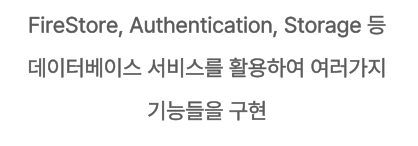 FireStore, Authentication, Storage 등
데이터베이스 서비스를 활용하여 여러가지
기능들을 구현